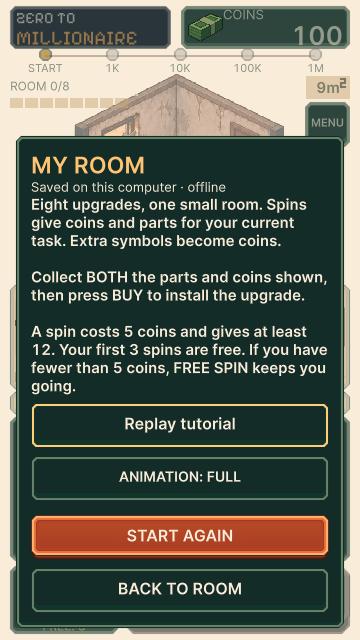 ZERO TO
MILLIONAIRE
COINS
100
START 1K 10K 100K 1M
ROOM 0/8
9m²
MENU
MY ROOM
Saved on this computer · offline
Eight upgrades, one small room. Spins
give coins and parts for your current
task. Extra symbols become coins.
Collect BOTH the parts and coins shown,
then press BUY to install the upgrade.
A spin costs 5 coins and gives at least
12. Your first 3 spins are free. If you have
fewer than 5 coins, FREE SPIN keeps you
going.
Replay tutorial
ANIMATION: FULL
START AGAIN
BACK TO ROOM